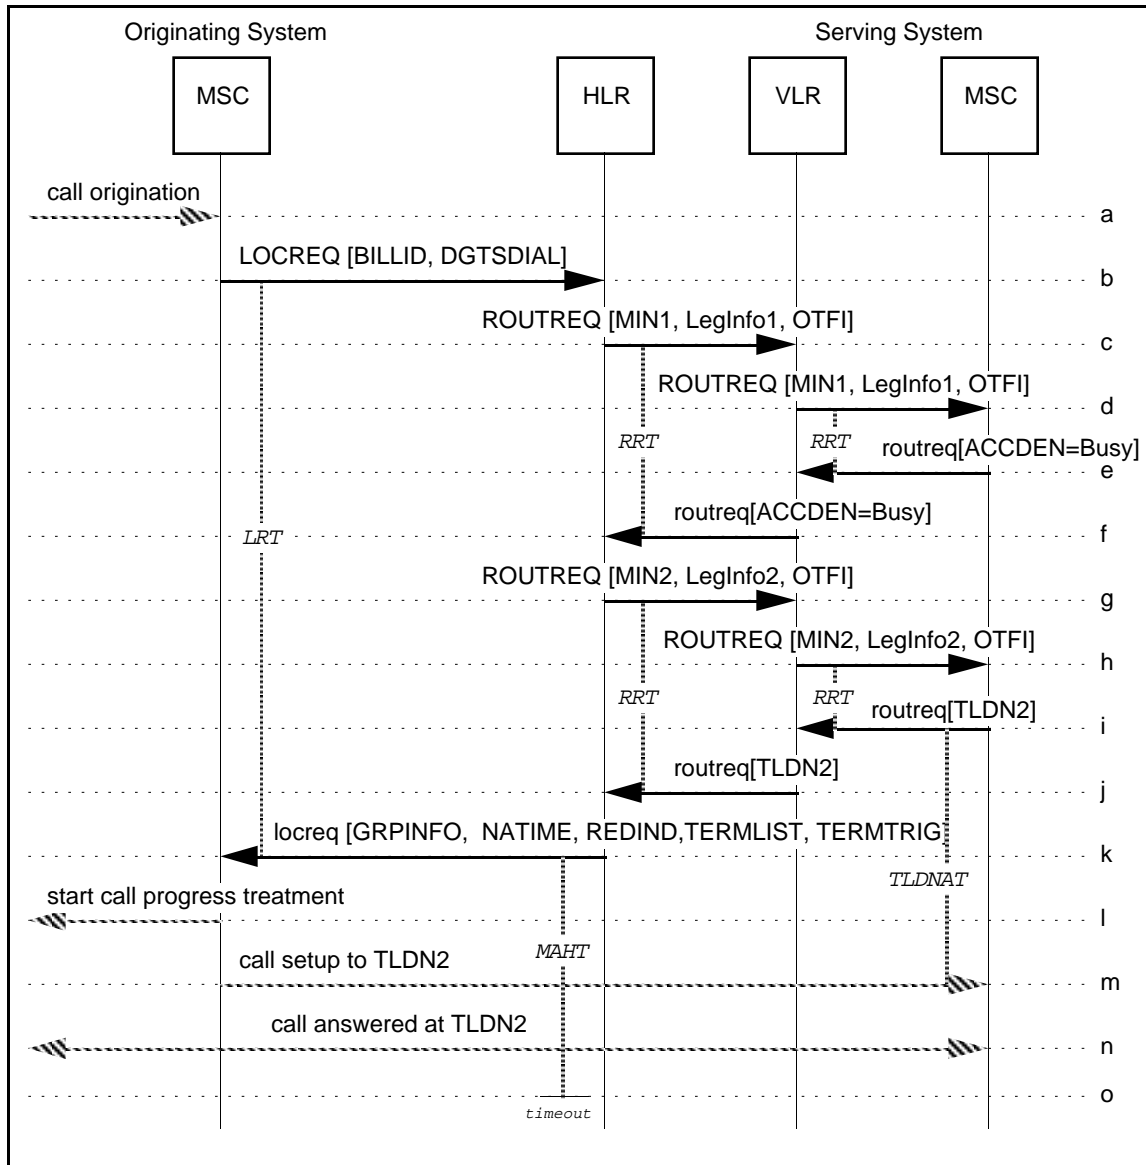 Originating System
Serving System
MSC
HLR
VLR
MSC
call origination
a
LOCREQ [BILLID, DGTSDIAL]
b
ROUTREQ [MIN1, LegInfo1, OTFI]
c
ROUTREQ [MIN1, LegInfo1, OTFI]
d
RRT
RRT
routreq[ACCDEN=Busy]
e
routreq[ACCDEN=Busy]
f
LRT
ROUTREQ [MIN2, LegInfo2, OTFI]
g
ROUTREQ [MIN2, LegInfo2, OTFI]
h
RRT
RRT
routreq[TLDN2]
i
routreq[TLDN2]
j
locreq [GRPINFO, NATIME, REDIND,TERMLIST, TERMTRIG]
k
TLDNAT
start call progress treatment
l
MAHT
call setup to TLDN2
m
call answered at TLDN2
n
o
timeout